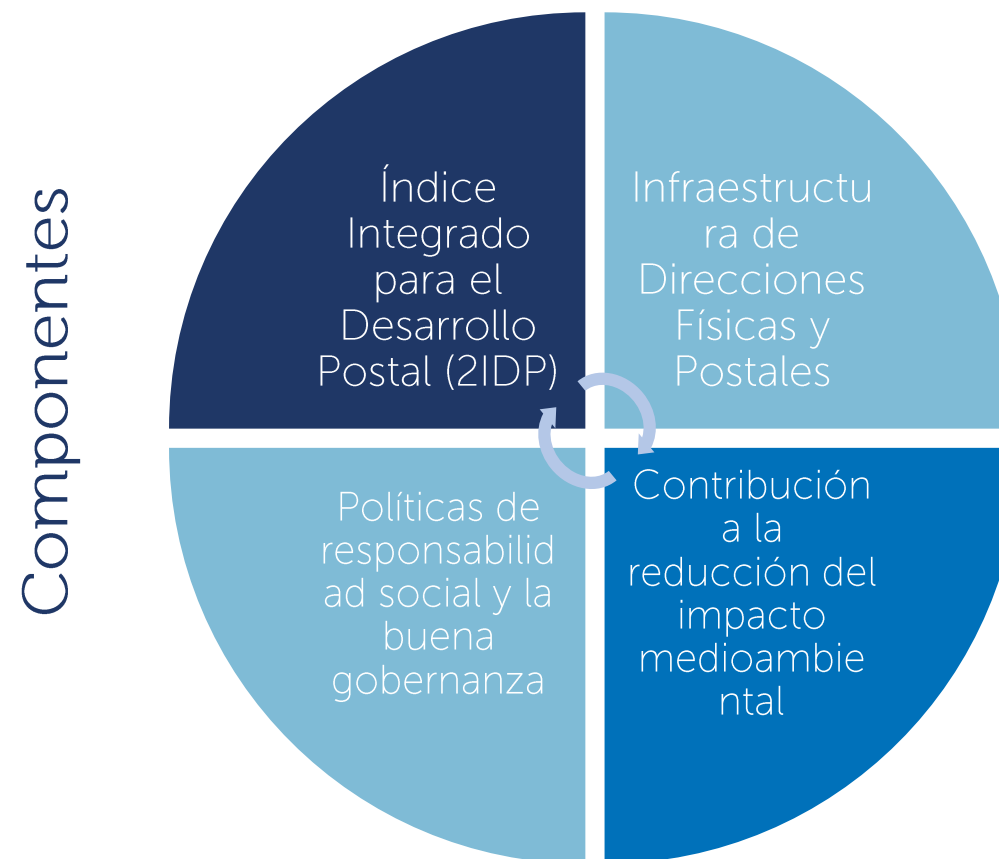 Componentes
Índice
Integrado
para el
Desarrollo
Postal (2IDP)
Infraestructu
ra de
Direcciones
Físicas y
Postales
Políticas de
responsabilid
ad social y la
buena
gobernanza
Contribución
a la
reducción del
impacto
medioambie
ntal